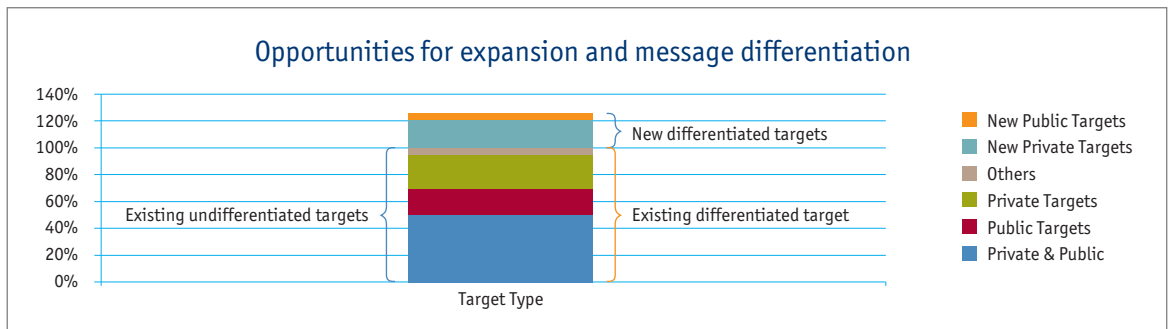 Opportunities for expansion and message differentiation
140%
120%
100%
80%
60%
40%
20%
0%
New differentiated targets
Existing undifferentiated targets
Existing differentiated target
Target Type
New Public Targets
New Private Targets
Others
Private Targets
Public Targets
Private & Public